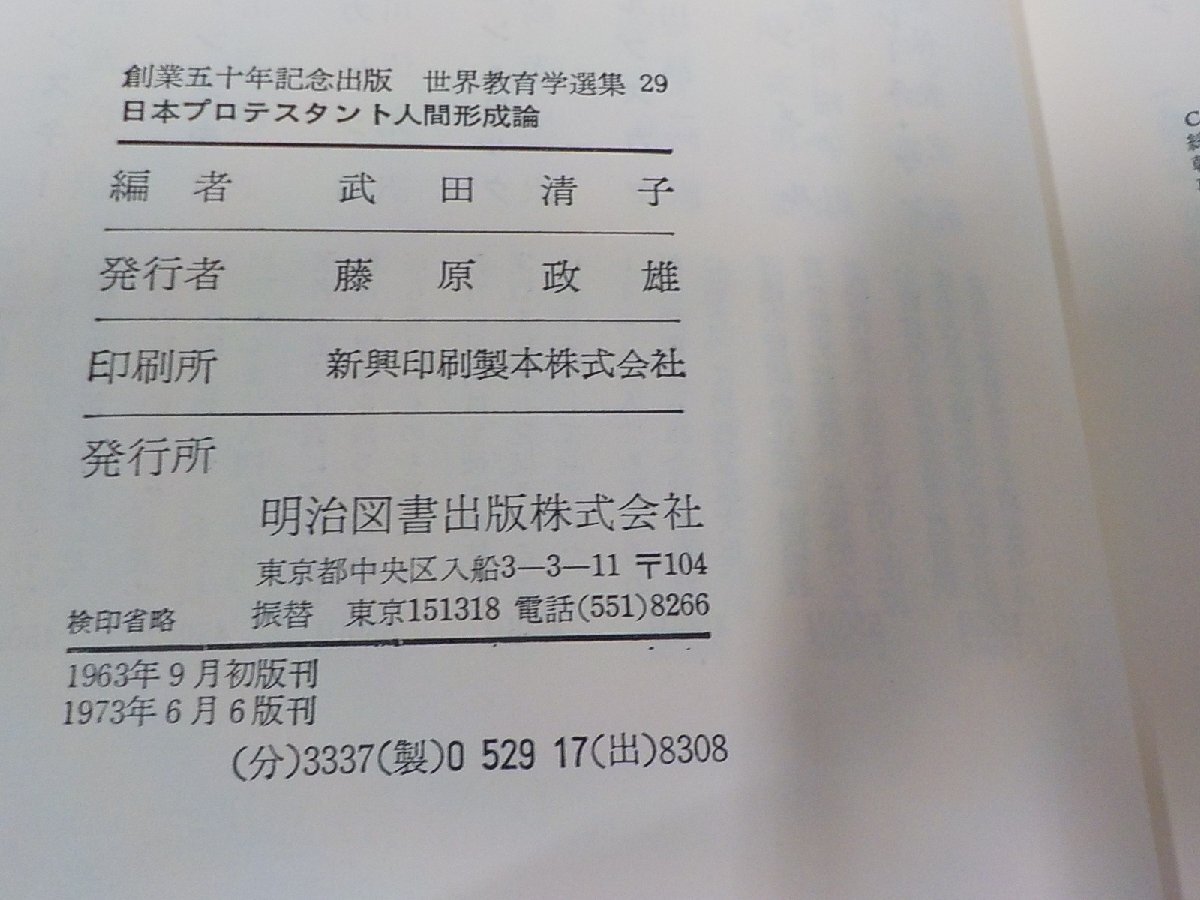 創業五十年記念出版 世界教育学選集 29
日本プロテスタント人間形成論
編者 武田清子
発行者 藤原政雄
印刷所 新興印刷製本株式会社
発行所
明治図書出版株式会社
東京都中央区入船3—3—11 〒104
検印省略 振替 東京151318 電話(551)8266
1963年9月初版刊
1973年6月6版刊
(分)3337(製)0 529 17(出)8308